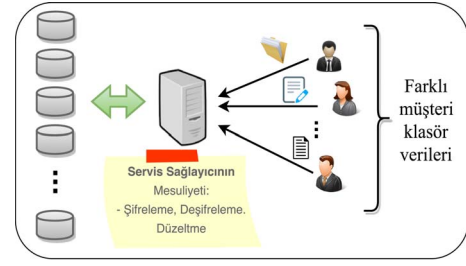 Farklı
müşteri
klasör
verileri
Servis Sağlayıcının
Mesuliyeti:
- Şifreleme, Deşifreleme.
Düzeltme